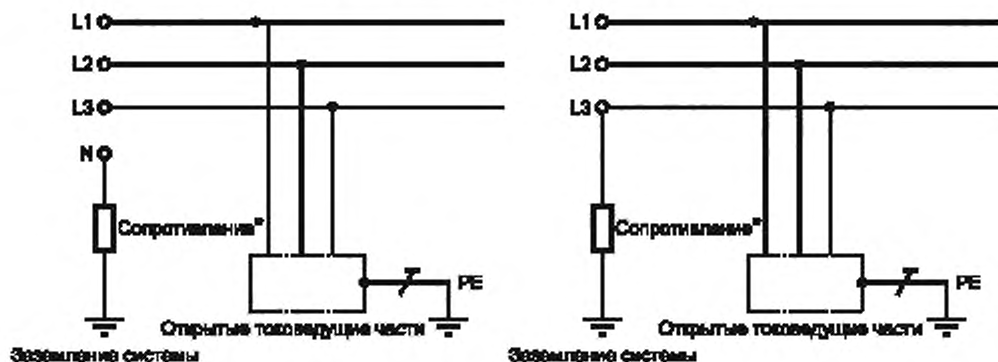 L1
L2
L3
N
Сопротивление*
PE
Открытые токоведущие части
Заземление системы
L1
L2
L3
Сопротивление*
PE
Открытые токоведущие части
Заземление системы